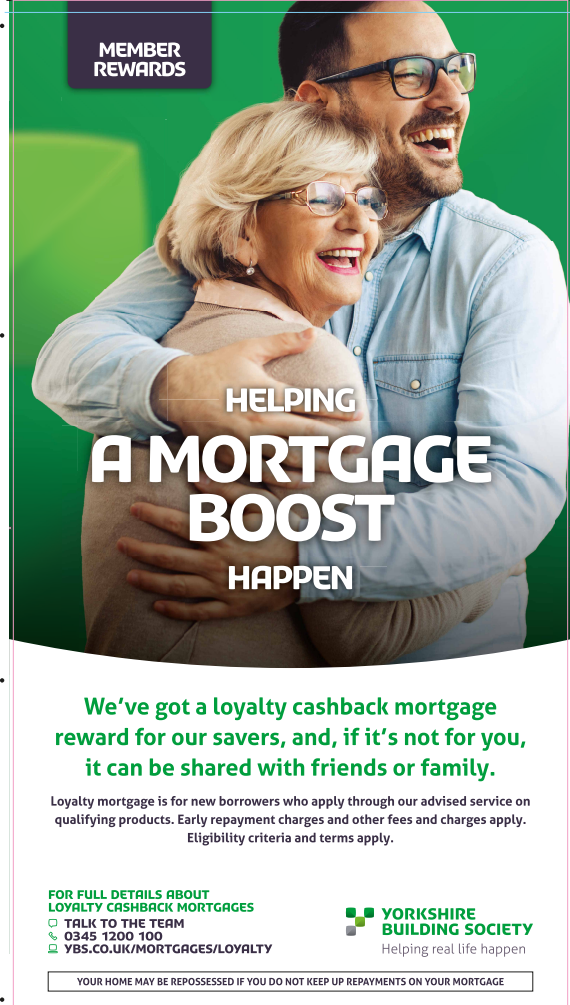 MEMBER
REWARDS
HELPING
A MORTGAGE
BOOST
HAPPEN
We’ve got a loyalty cashback mortgage
reward for our savers, and, if it’s not for you,
it can be shared with friends or family.
Loyalty mortgage is for new borrowers who apply through our advised service on
qualifying products. Early repayment charges and other fees and charges apply.
Eligibility criteria and terms apply.
FOR FULL DETAILS ABOUT
LOYALTY CASHBACK MORTGAGES
TALK TO THE TEAM
0345 1200 100
YBS.CO.UK/MORTGAGES/LOYALTY
YORKSHIRE
BUILDING SOCIETY
Helping real life happen
YOUR HOME MAY BE REPOSSESSED IF YOU DO NOT KEEP UP REPAYMENTS ON YOUR MORTGAGE